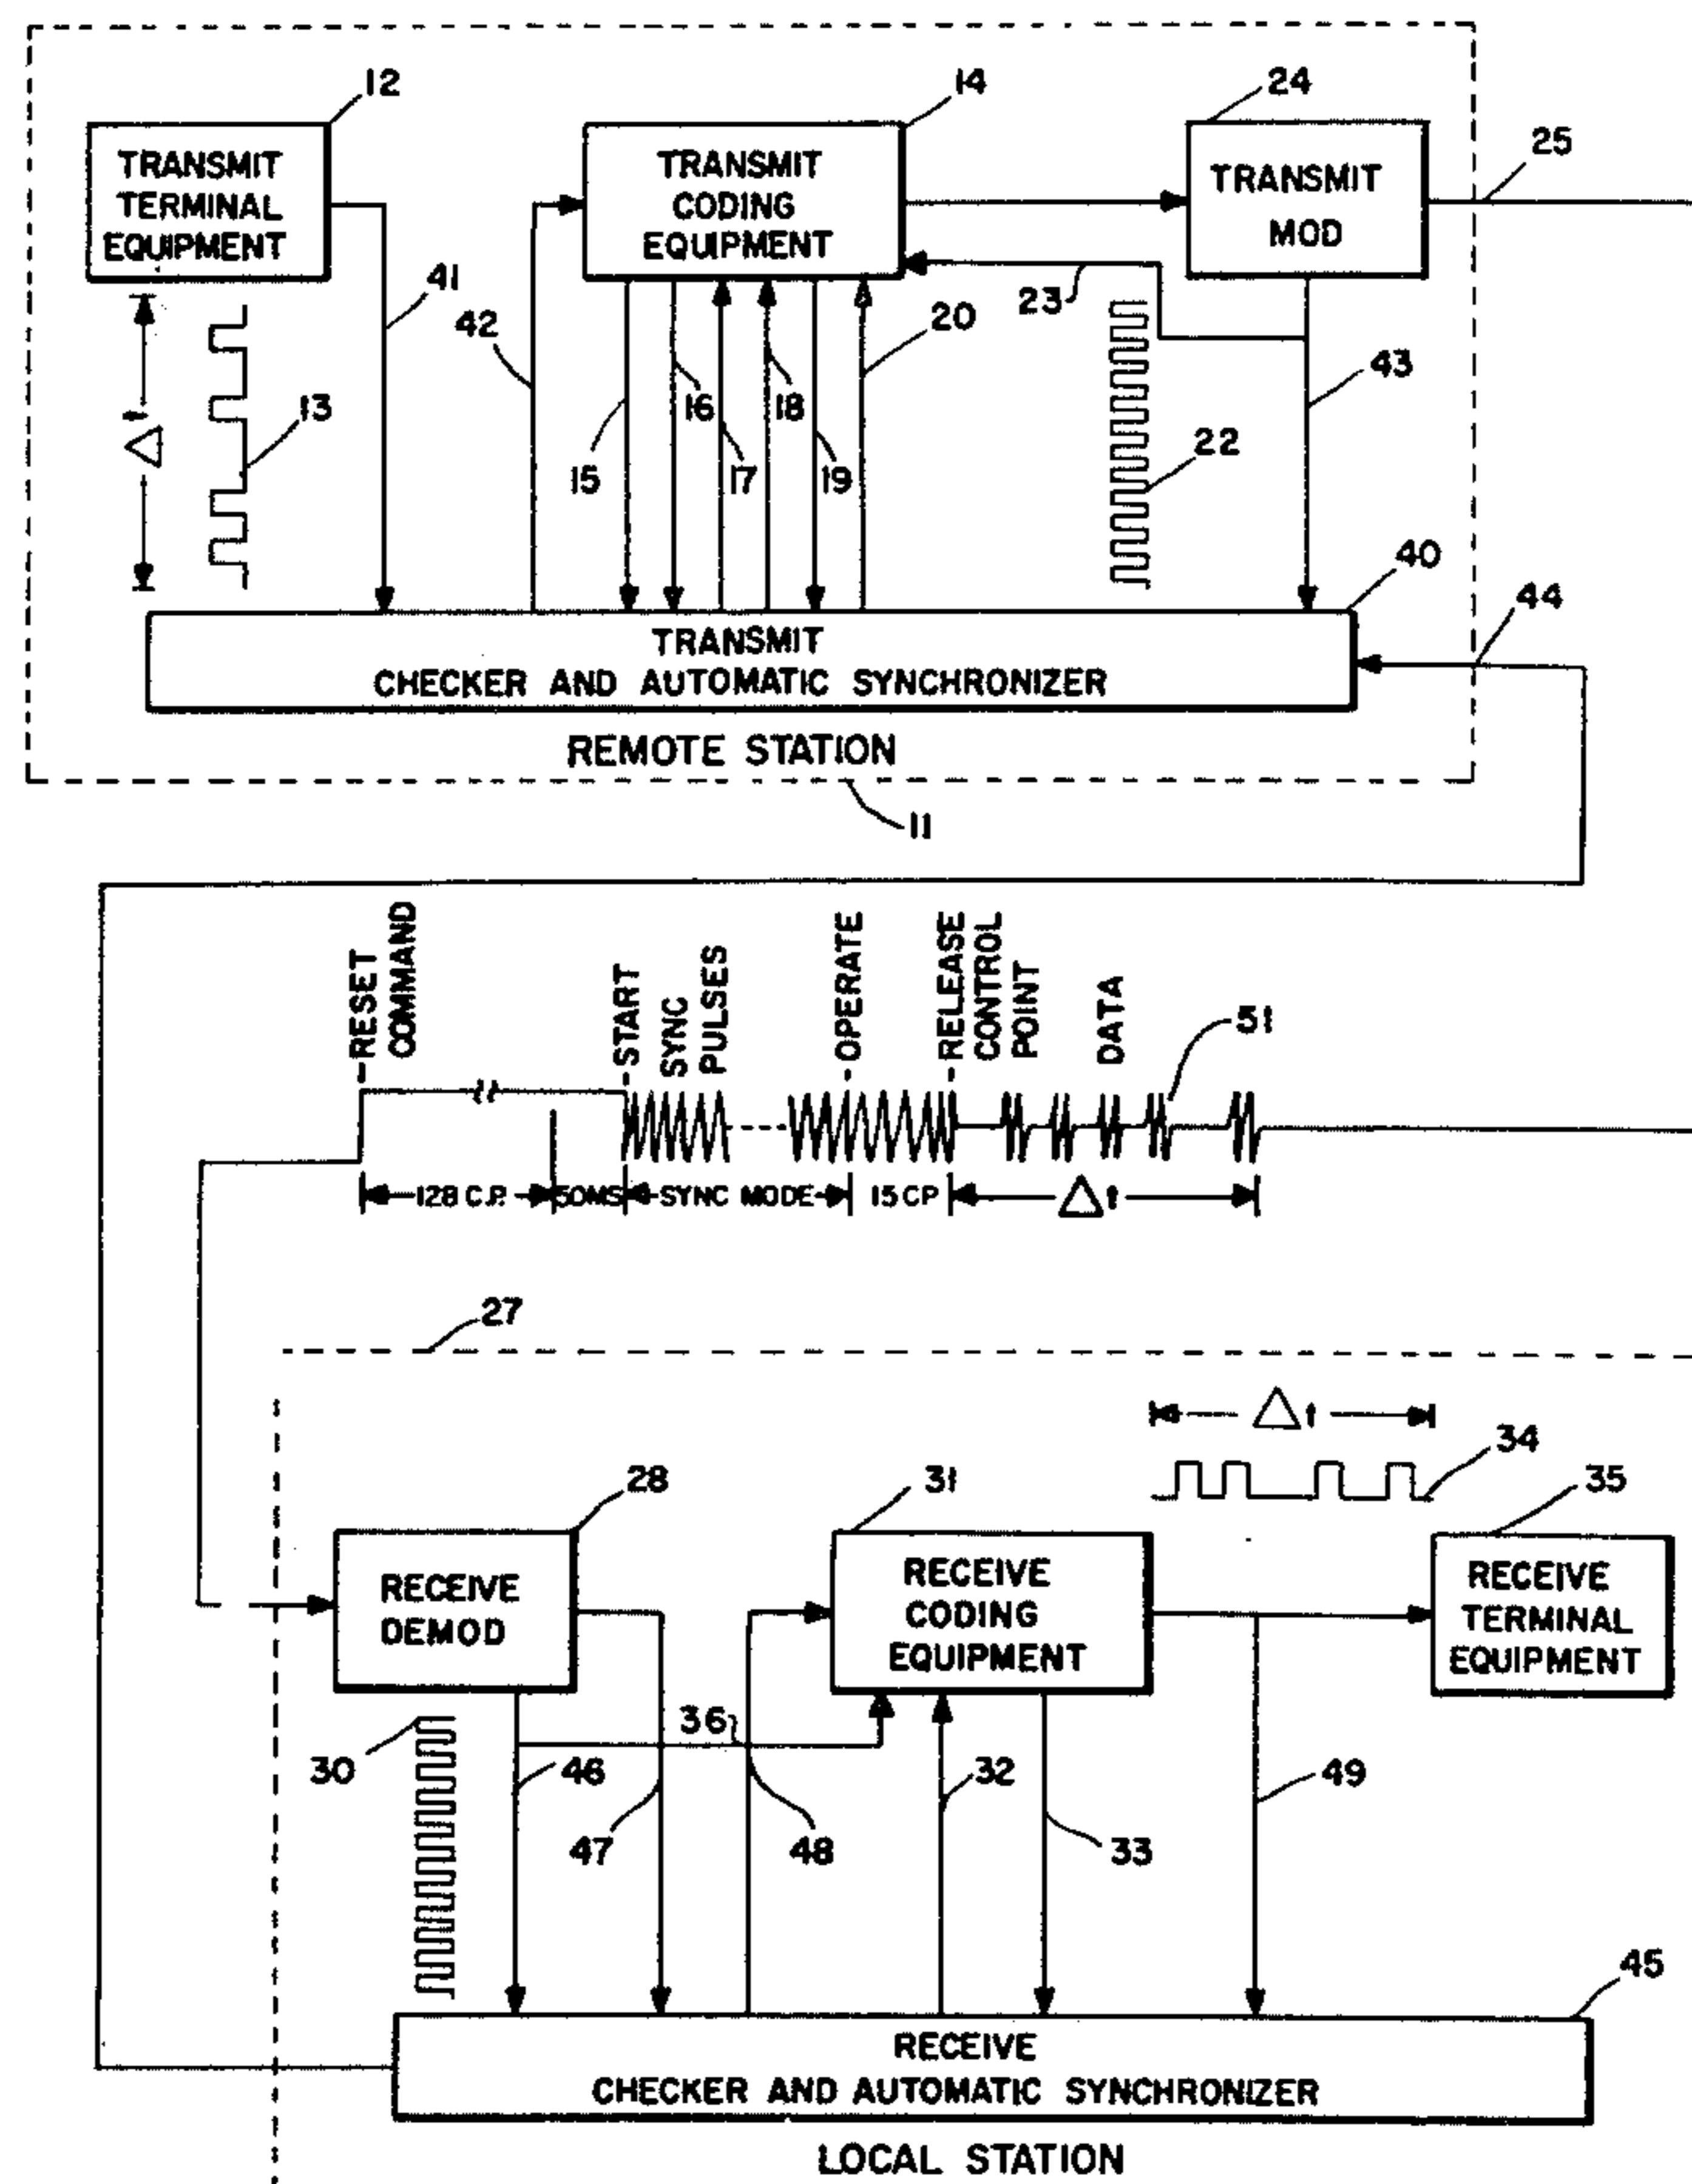 12
14
24
25
TRANSMIT
TERMINAL
EQUIPMENT
TRANSMIT
CODING
EQUIPMENT
TRANSMIT
MOD
Δt
13
41
42
15
16
17
18
19
20
23
22
43
40
44
TRANSMIT
CHECKER AND AUTOMATIC SYNCHRONIZER
REMOTE STATION
11
RESET
COMMAND
START
SYNC
PULSES
OPERATE
RELEASE
CONTROL
POINT
DATA
51
128 C.P.
50MS
SYNC MODE
15 CP
Δt
27
Δt
34
28
31
35
RECEIVE
DEMOD
RECEIVE
CODING
EQUIPMENT
RECEIVE
TERMINAL
EQUIPMENT
30
46
36
47
48
32
33
49
45
RECEIVE
CHECKER AND AUTOMATIC SYNCHRONIZER
LOCAL STATION